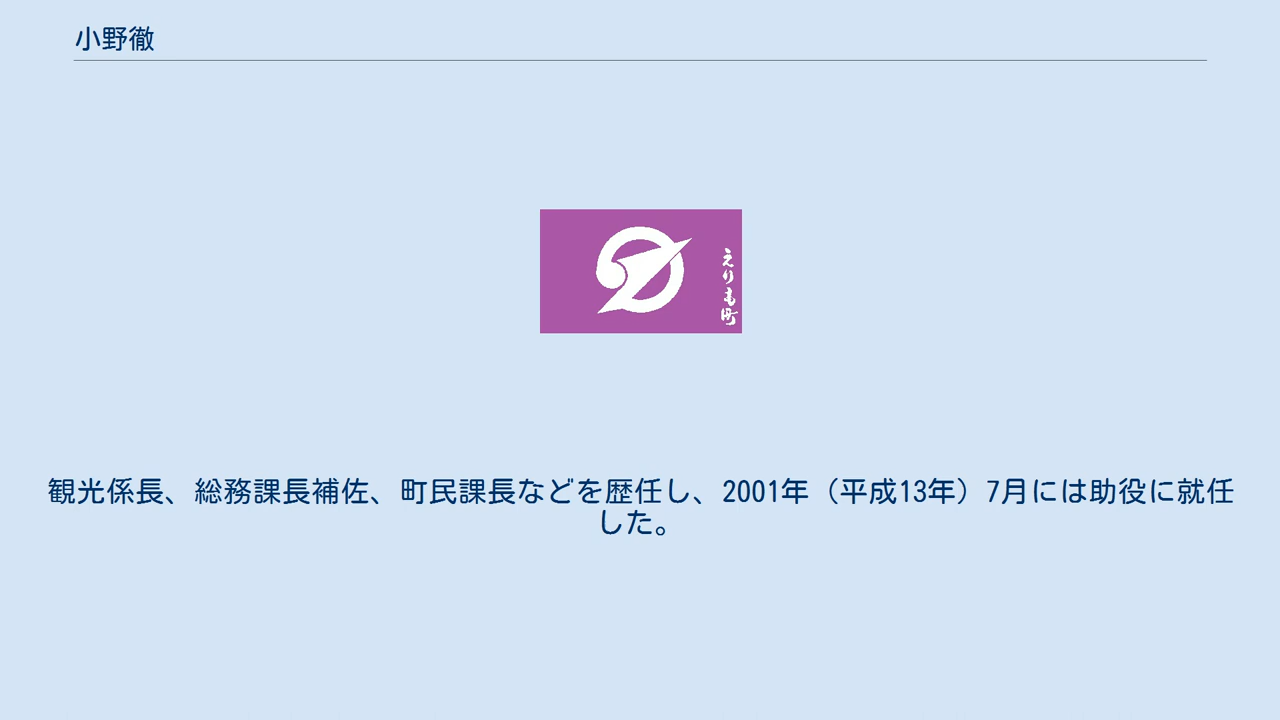 小野徹
えりも町
観光係長、総務課長補佐、町民課長などを歴任し、2001年（平成13年）7月には助役に就任
した。